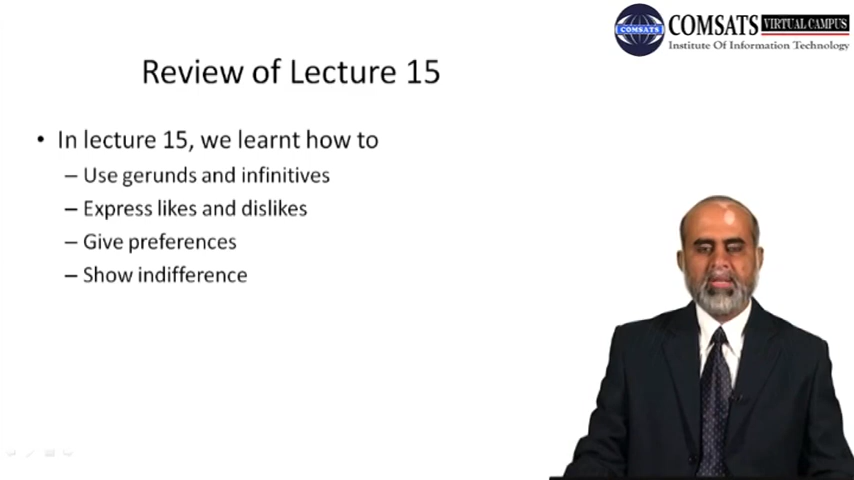 COMSATS VIRTUAL CAMPUS
COMSATS
Institute Of Information Technology
Review of Lecture 15
• In lecture 15, we learnt how to
– Use gerunds and infinitives
– Express likes and dislikes
– Give preferences
– Show indifference